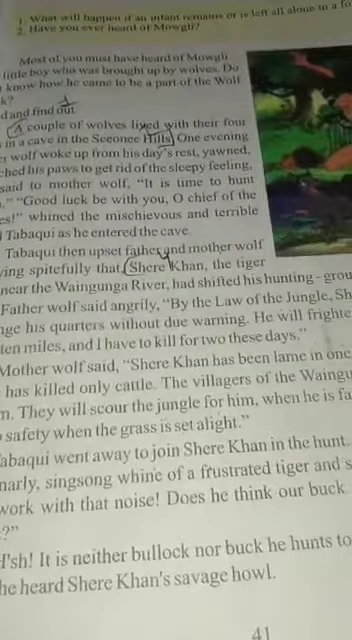 1. What will happen if an infant remains or is left all alone in a fo
2. Have you ever heard of Mowgli?
Most of you must have heard of Mowgli
little boy who was brought up by wolves. Do
know how he came to be a part of the Wolf
k?
d and find out.
A couple of wolves lived with their four
s in a cave in the Seeonee Hills. One evening
er wolf woke up from his day's rest, yawned,
ched his paws to get rid of the sleepy feeling,
said to mother wolf, "It is time to hunt
." "Good luck be with you, O chief of the
es!" whined the mischievous and terrible
l Tabaqui as he entered the cave.
Tabaqui then upset father and mother wolf
ying spitefully that Shere Khan, the tiger
near the Waingunga River, had shifted his hunting - grou
Father wolf said angrily, "By the Law of the Jungle, Sh
nge his quarters without due warning. He will frighte
ten miles, and I have to kill for two these days."
Mother wolf said, "Shere Khan has been lame in one
has killed only cattle. The villagers of the Waingu
m. They will scour the jungle for him, when he is fa
safety when the grass is set alight."
abaqui went away to join Shere Khan in the hunt.
narly, singsong whine of a frustrated tiger and s
work with that noise! Does he think our buck
?"
H'sh! It is neither bullock nor buck he hunts to
he heard Shere Khan's savage howl.
41